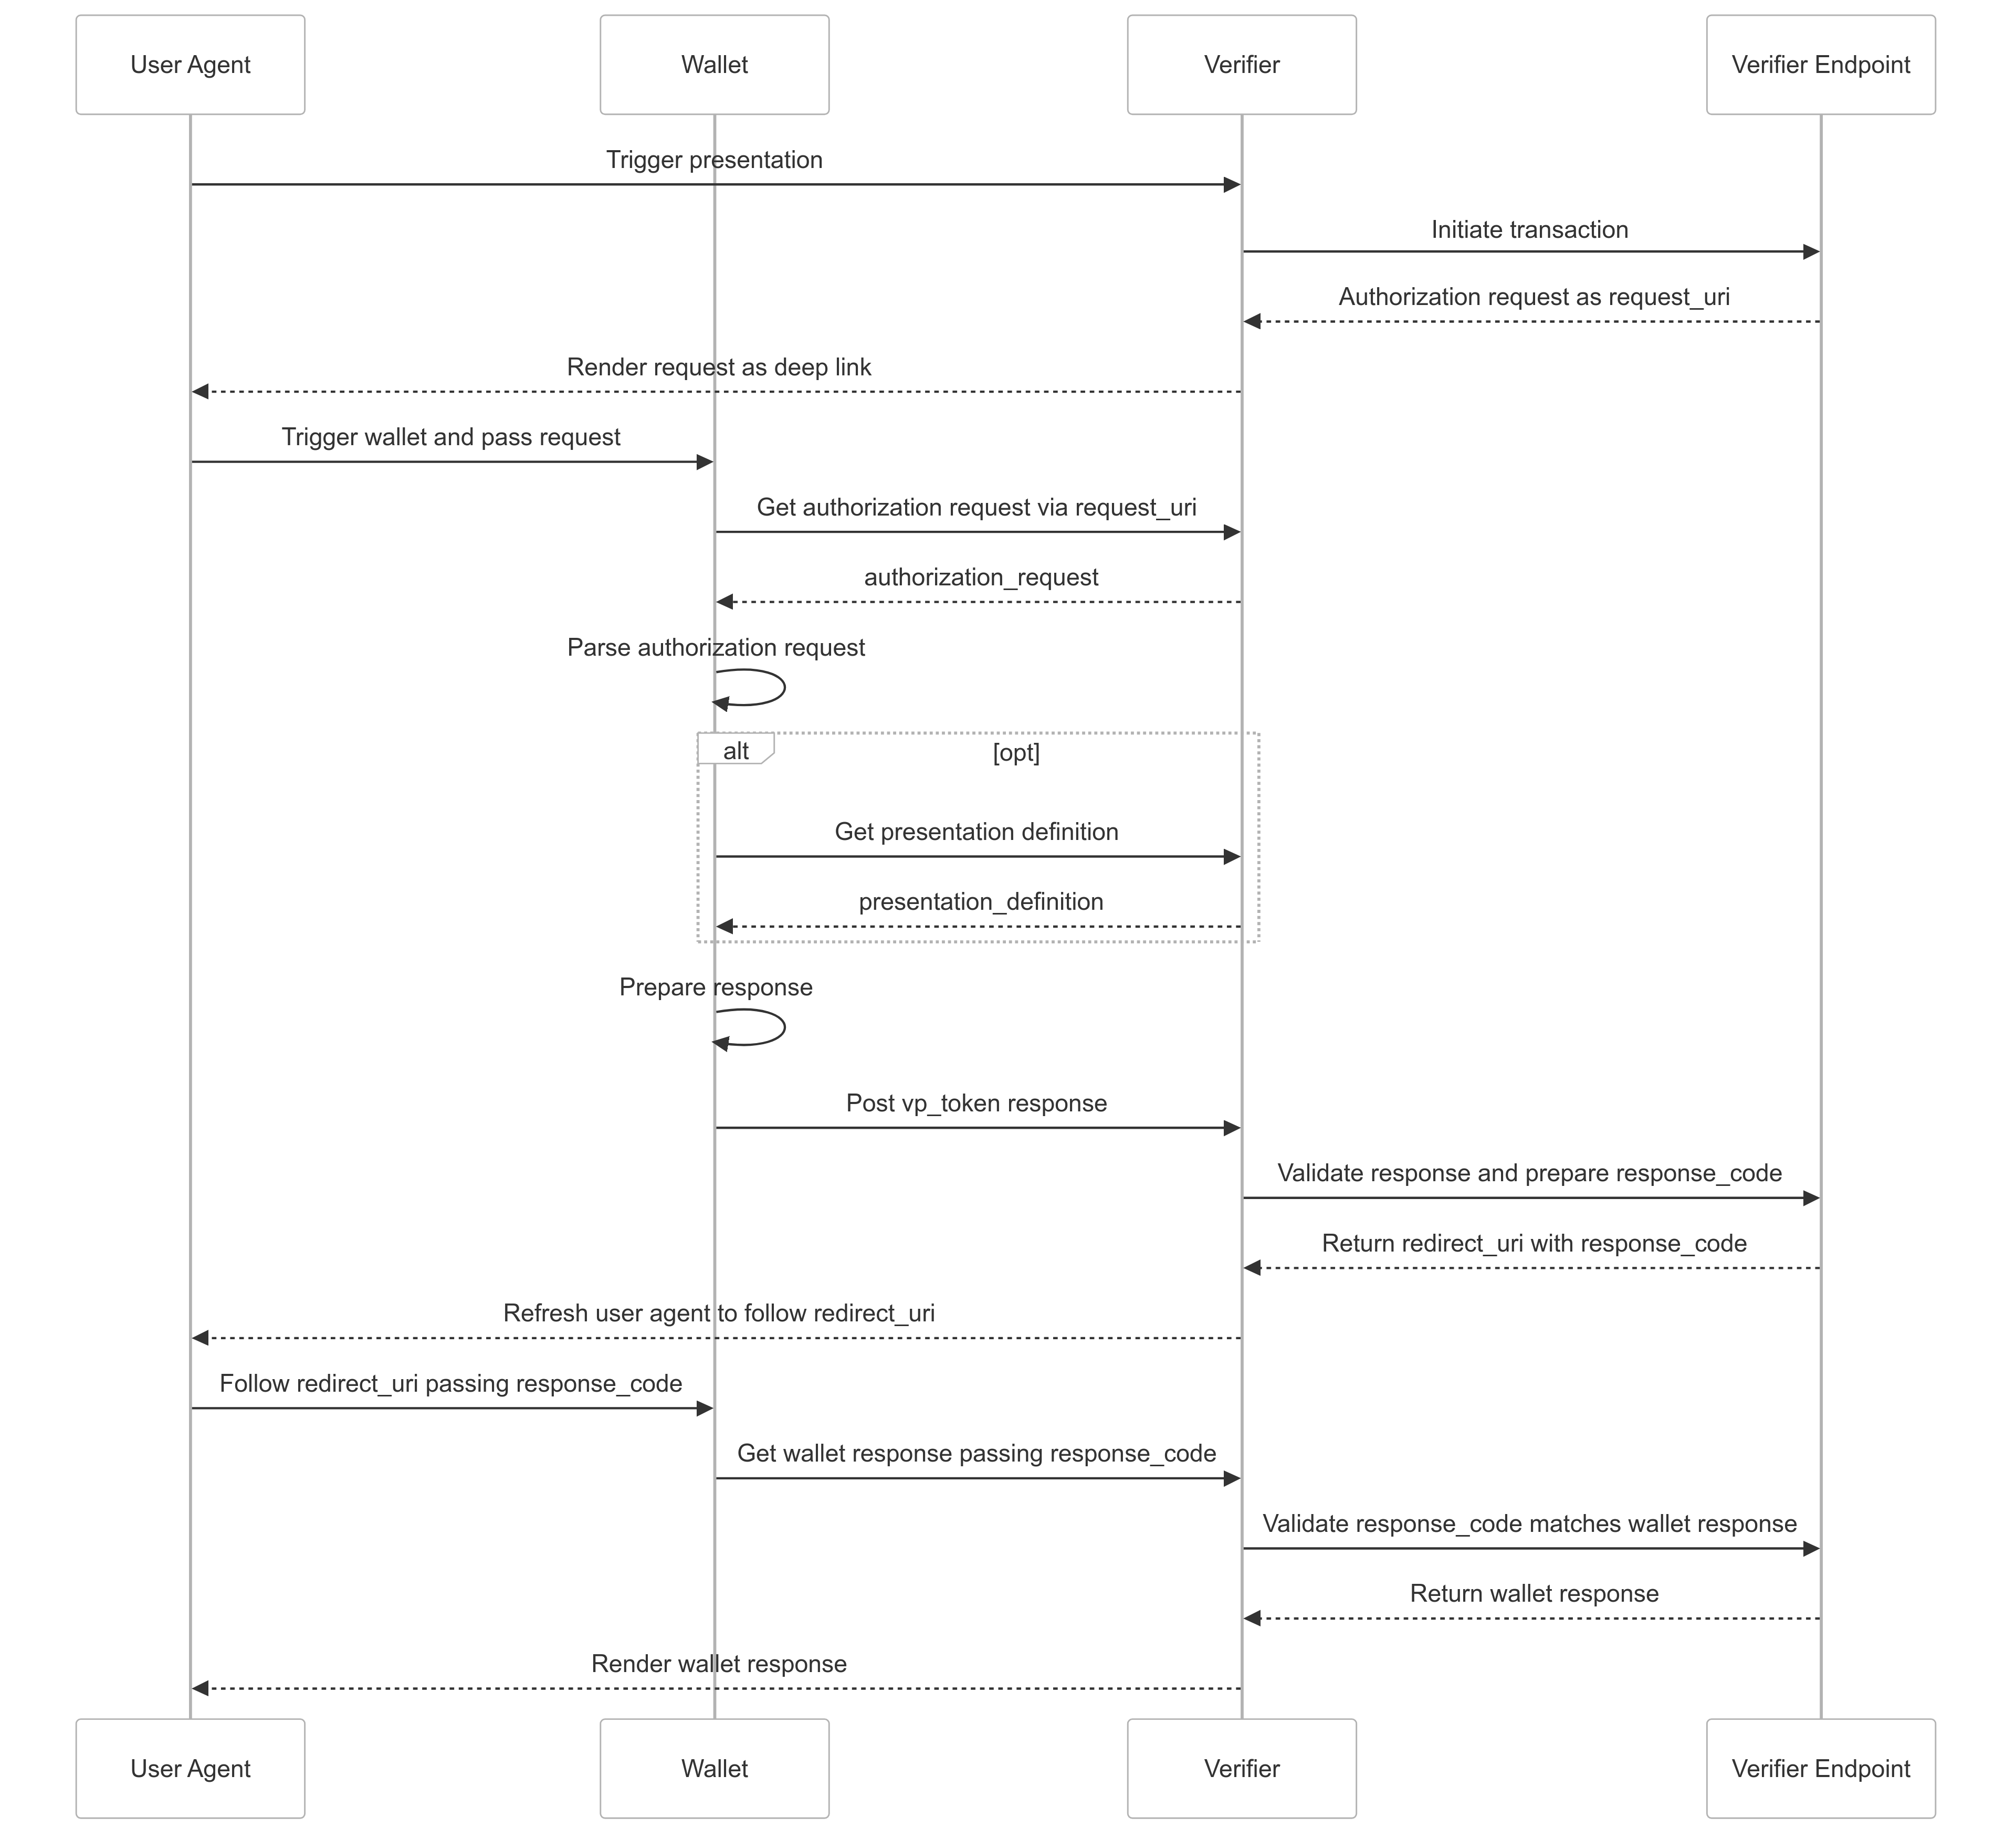 User Agent
Wallet
Verifier
Verifier Endpoint
Trigger presentation
Initiate transaction
Authorization request as request_uri
Render request as deep link
Trigger wallet and pass request
Get authorization request via request_uri
authorization_request
Parse authorization request
alt
[opt]
Get presentation definition
presentation_definition
Prepare response
Post vp_token response
Validate response and prepare response_code
Return redirect_uri with response_code
Refresh user agent to follow redirect_uri
Follow redirect_uri passing response_code
Get wallet response passing response_code
Validate response_code matches wallet response
Return wallet response
Render wallet response
User Agent
Wallet
Verifier
Verifier Endpoint